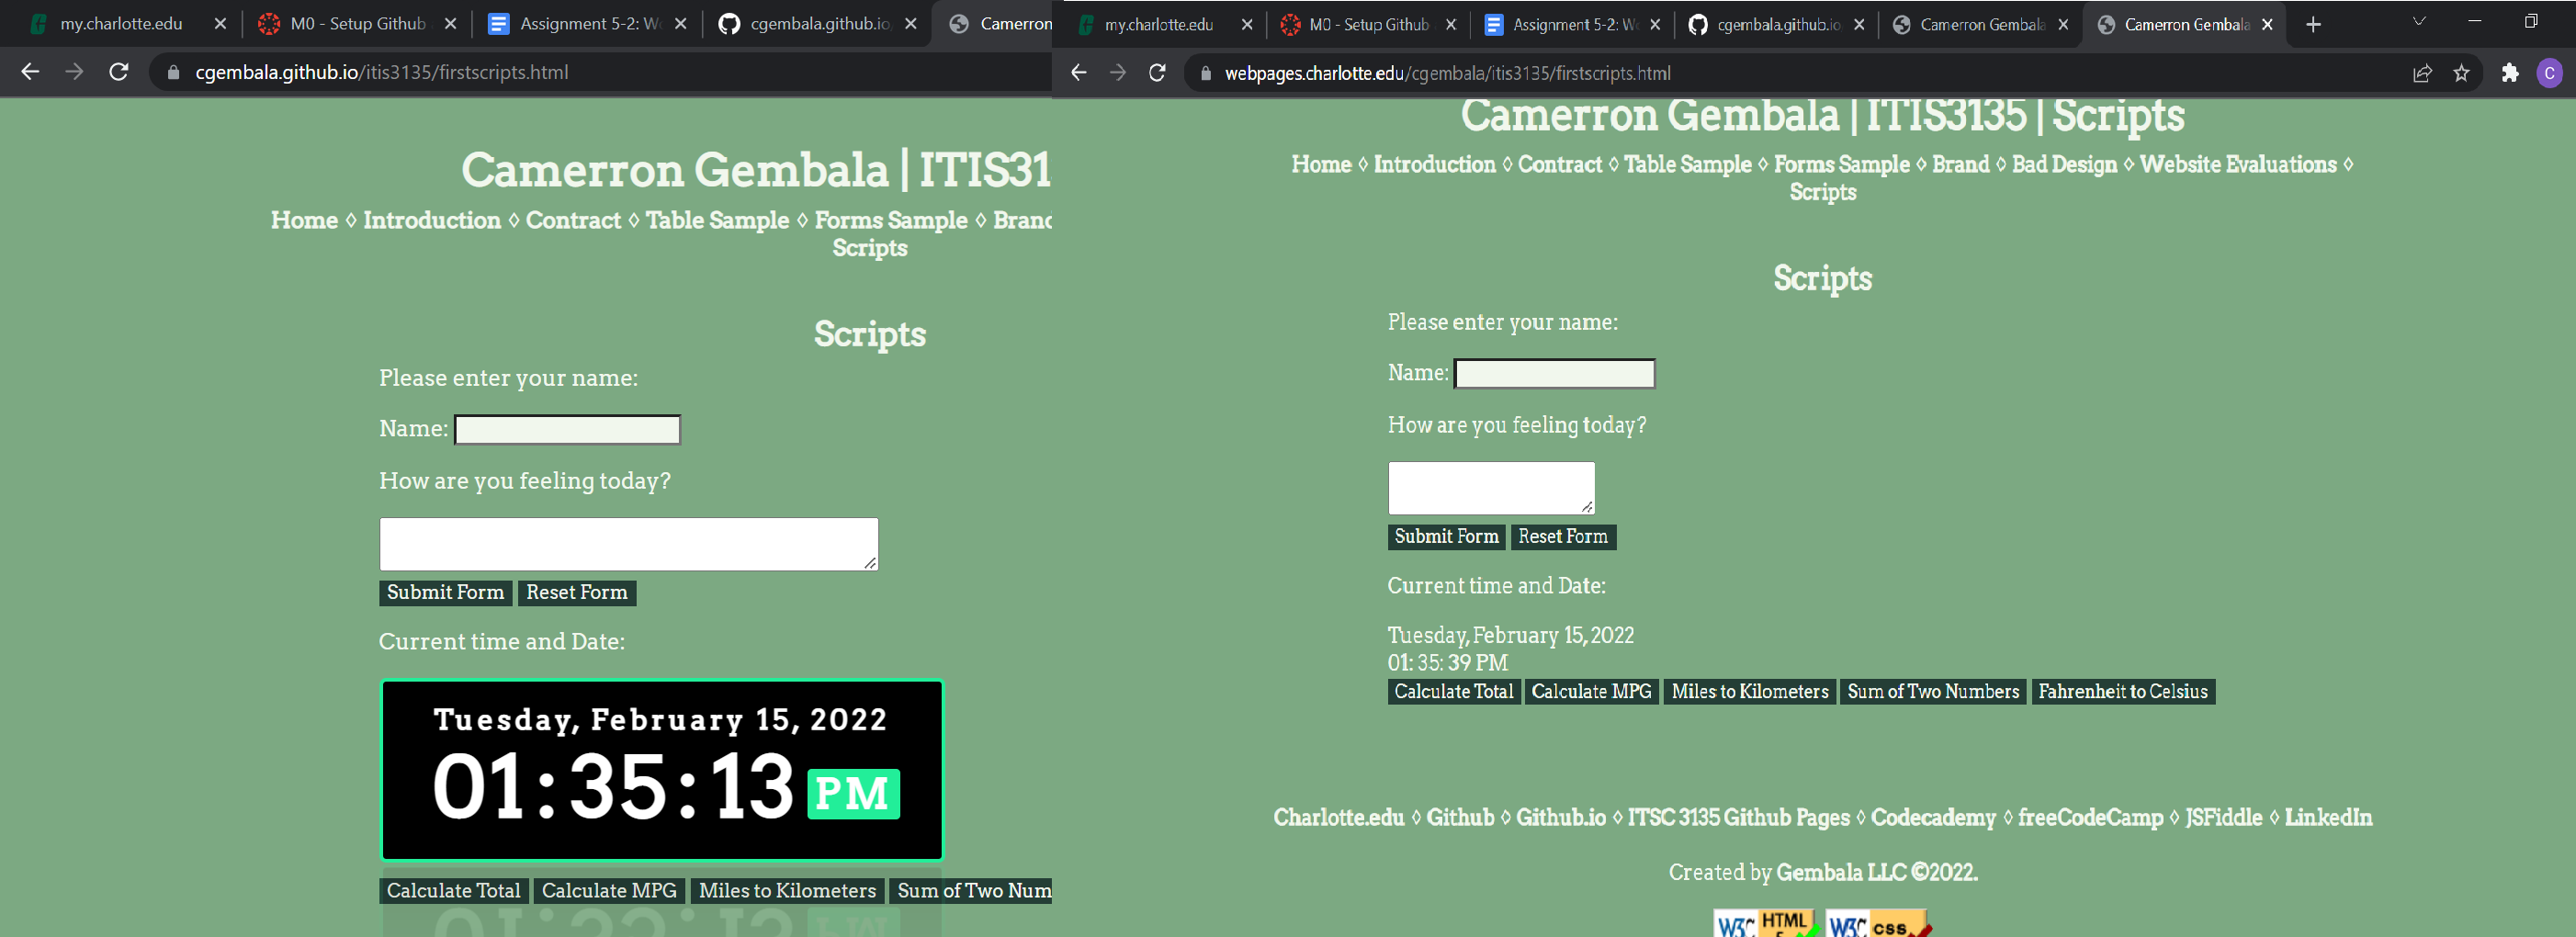 my.charlotte.edu
M0 - Setup Github
Assignment 5-2: Wo
cgembala.github.io
Camerron
cgembala.github.io/itis3135/firstscripts.html
Camerron Gembala | ITIS31
Home ◊ Introduction ◊ Contract ◊ Table Sample ◊ Forms Sample ◊ Brand
Scripts
Scripts
Please enter your name:
Name:
How are you feeling today?
Submit Form Reset Form
Current time and Date:
Tuesday, February 15, 2022
01:35:13 PM
Calculate Total Calculate MPG Miles to Kilometers Sum of Two Num
my.charlotte.edu
M0 - Setup Github
Assignment 5-2: Wo
cgembala.github.io
Camerron Gembala
Camerron Gembala
C
webpages.charlotte.edu/cgembala/itis3135/firstscripts.html
Camerron Gembala | ITIS3135 | Scripts
Home ◊ Introduction ◊ Contract ◊ Table Sample ◊ Forms Sample ◊ Brand ◊ Bad Design ◊ Website Evaluations ◊
Scripts
Scripts
Please enter your name:
Name:
How are you feeling today?
Submit Form Reset Form
Current time and Date:
Tuesday, February 15, 2022
01: 35: 39 PM
Calculate Total Calculate MPG Miles to Kilometers Sum of Two Numbers Fahrenheit to Celsius
Charlotte.edu ◊ Github ◊ Github.io ◊ ITSC 3135 Github Pages ◊ Codecademy ◊ freeCodeCamp ◊ JSFiddle ◊ LinkedIn
Created by Gembala LLC ©2022.
W3C HTML W3C css